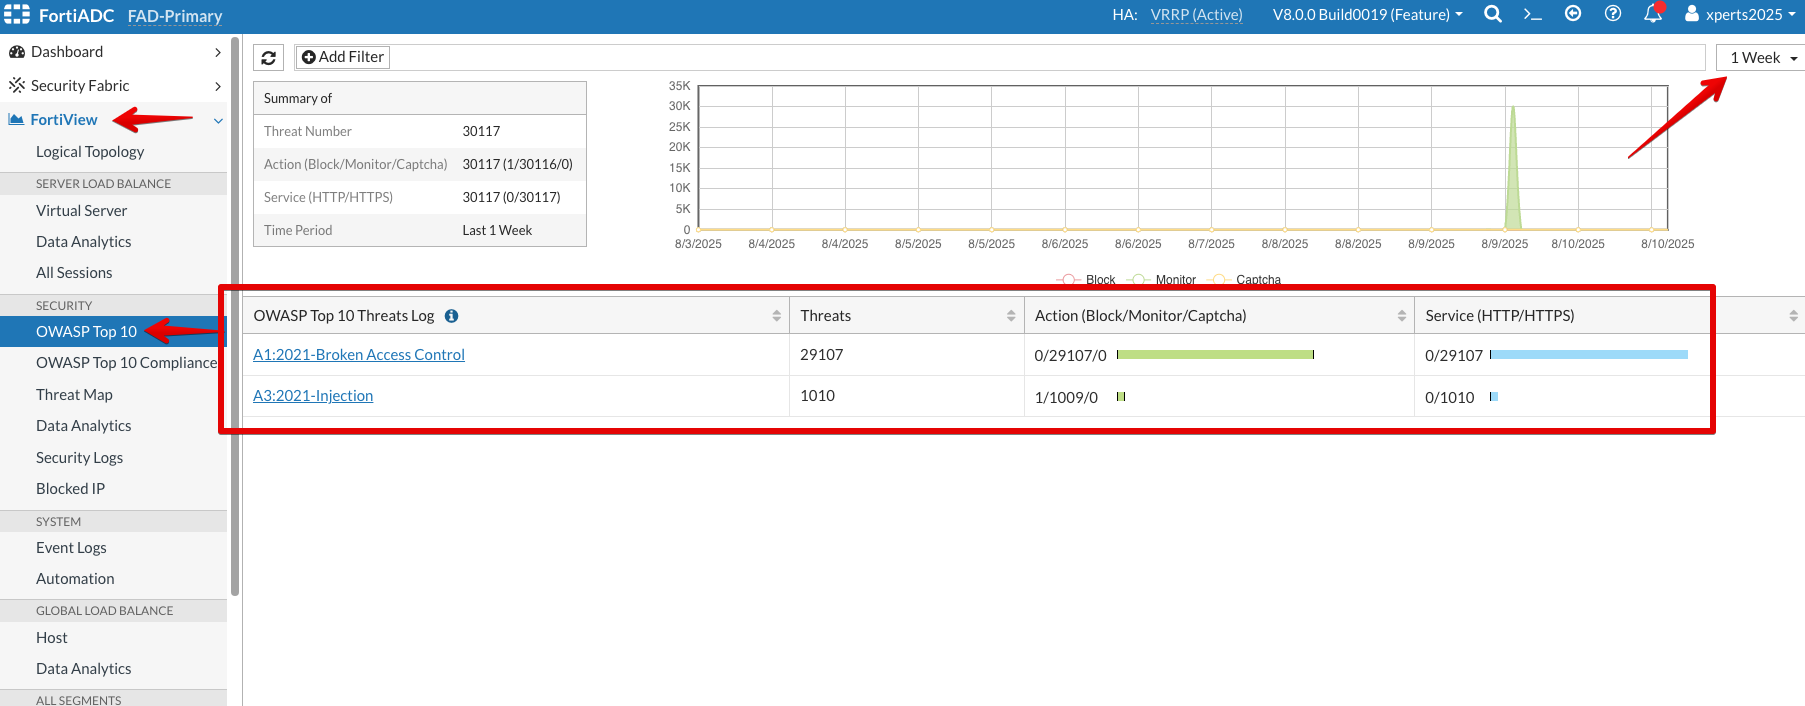 FortiADC FAD-Primary HA: VRRP (Active) V8.0.0 Build0019 (Feature) xperts2025
Dashboard
Security Fabric
FortiView
Logical Topology
SERVER LOAD BALANCE
Virtual Server
Data Analytics
All Sessions
SECURITY
OWASP Top 10
OWASP Top 10 Compliance
Threat Map
Data Analytics
Security Logs
Blocked IP
SYSTEM
Event Logs
Automation
GLOBAL LOAD BALANCE
Host
Data Analytics
ALL SEGMENTS
Add Filter
1 Week
Summary of
Threat Number 30117
Action (Block/Monitor/Captcha) 30117 (1/30116/0)
Service (HTTP/HTTPS) 30117 (0/30117)
Time Period Last 1 Week
35K
30K
25K
20K
15K
10K
5K
0
8/3/2025 8/4/2025 8/4/2025 8/5/2025 8/5/2025 8/6/2025 8/6/2025 8/7/2025 8/8/2025 8/8/2025 8/9/2025 8/9/2025 8/10/2025 8/10/2025
Block Monitor Captcha
OWASP Top 10 Threats Log Threats Action (Block/Monitor/Captcha) Service (HTTP/HTTPS)
A1:2021-Broken Access Control 29107 0/29107/0 0/29107
A3:2021-Injection 1010 1/1009/0 0/1010